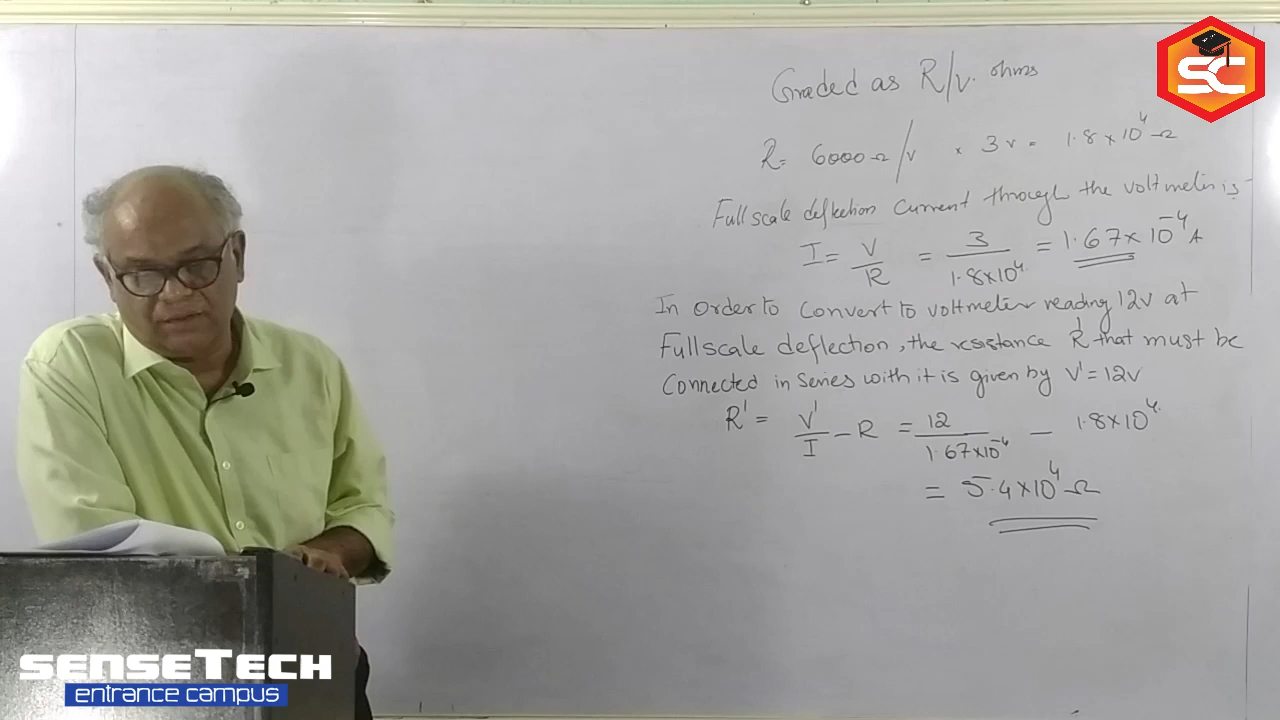 SC
Graded as R/V. ohms
R = 6000 Ω/V × 3V = 1.8 × 10⁴ Ω
Full scale deflection current through the voltmeter is
I = V/R = 3/1.8×10⁴ = 1.67 × 10⁻⁴ A
In order to convert to voltmeter reading 12V at
Full scale deflection, the resistance R' that must be
connected in series with it is given by V' = 12V
R' = V'/I − R = 12/1.67×10⁻⁴ − 1.8×10⁴
= 5.4×10⁴ Ω
SENSETECH
entrance campus